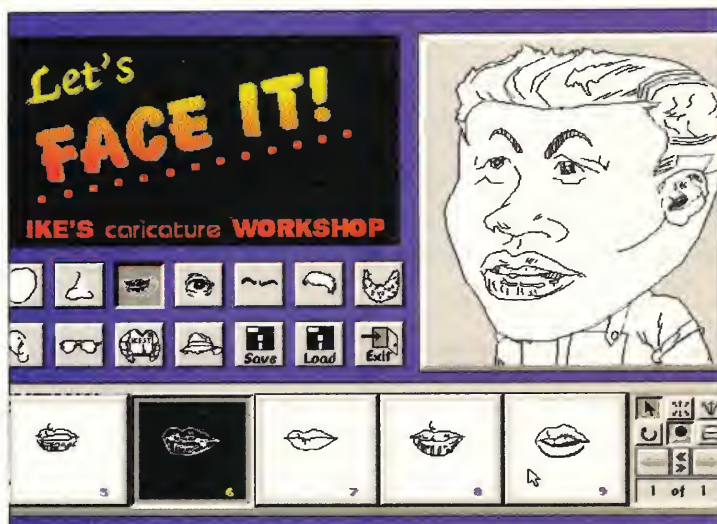 Let's
FACE IT!
IKE'S caricature WORKSHOP
Save
Load
Exit
5
6
7
8
9
1 of 1